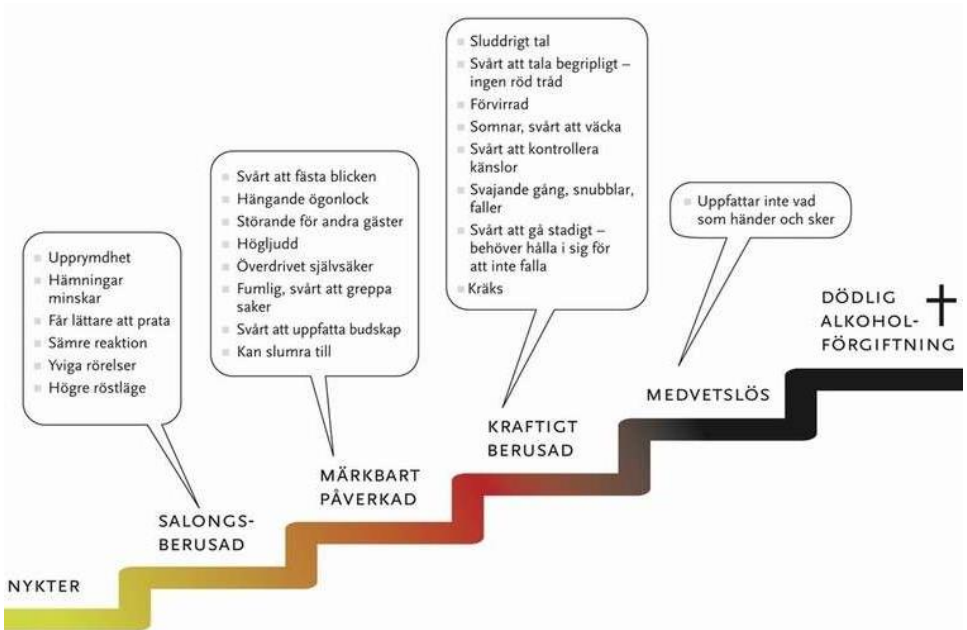 NYKTER
Upprymdhet
Hämningar
minskar
Får lättare att prata
Sämre reaktion
Yviga rörelser
Högre röstläge
SALONGS-
BERUSAD
Svårt att fästa blicken
Hängande ögonlock
Störande för andra gäster
Högljudd
Överdrivet självsäker
Fumlig, svårt att greppa
saker
Svårt att uppfatta budskap
Kan slumra till
MÄRKBART
PÅVERKAD
Sluddrigt tal
Svårt att tala begripligt –
ingen röd tråd
Förvirrad
Somnar, svårt att väcka
Svårt att kontrollera
känslor
Svajande gång, snubblar,
faller
Svårt att gå stadigt –
behöver hålla i sig för
att inte falla
Kräks
KRAFTIGT
BERUSAD
Uppfattar inte vad
som händer och sker
MEDVETSLÖS
DÖDLIG
ALKOHOL-
FÖRGIFTNING